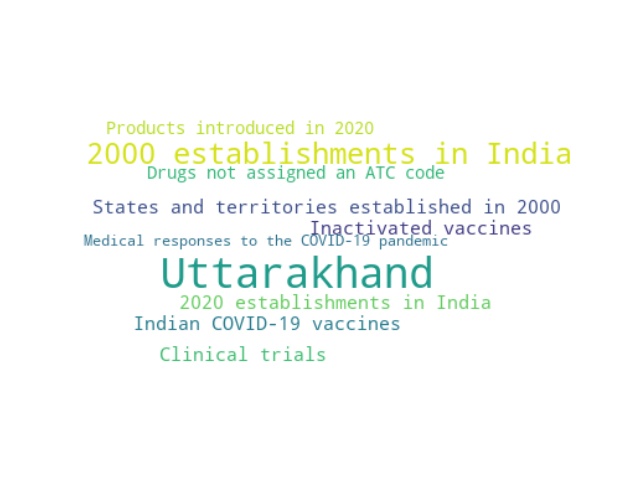 Products introduced in 2020
2000 establishments in India
Drugs not assigned an ATC code
States and territories established in 2000
Inactivated vaccines
Medical responses to the COVID-19 pandemic
Uttarakhand
2020 establishments in India
Indian COVID-19 vaccines
Clinical trials